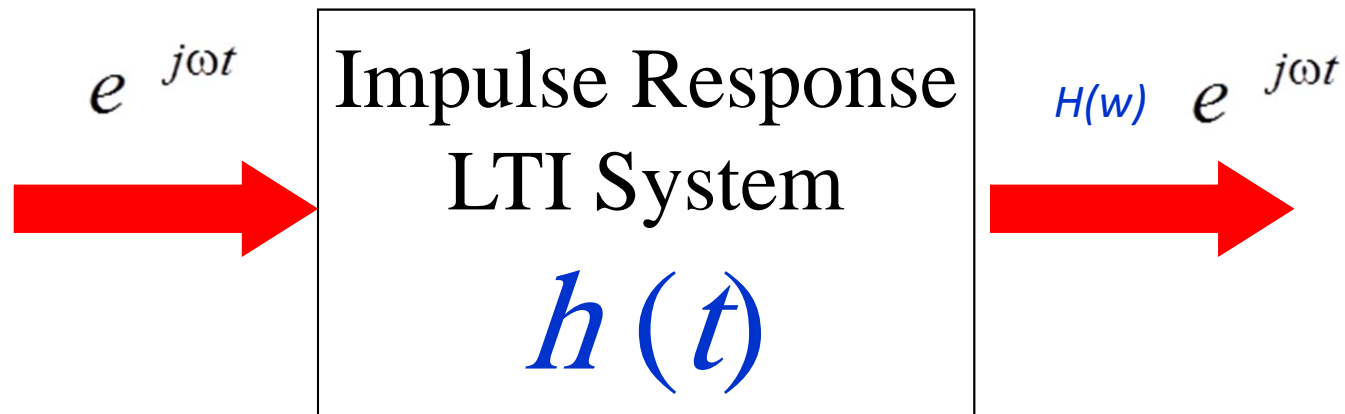 e jωt
Impulse Response
LTI System
h (t)
H(w) e jωt